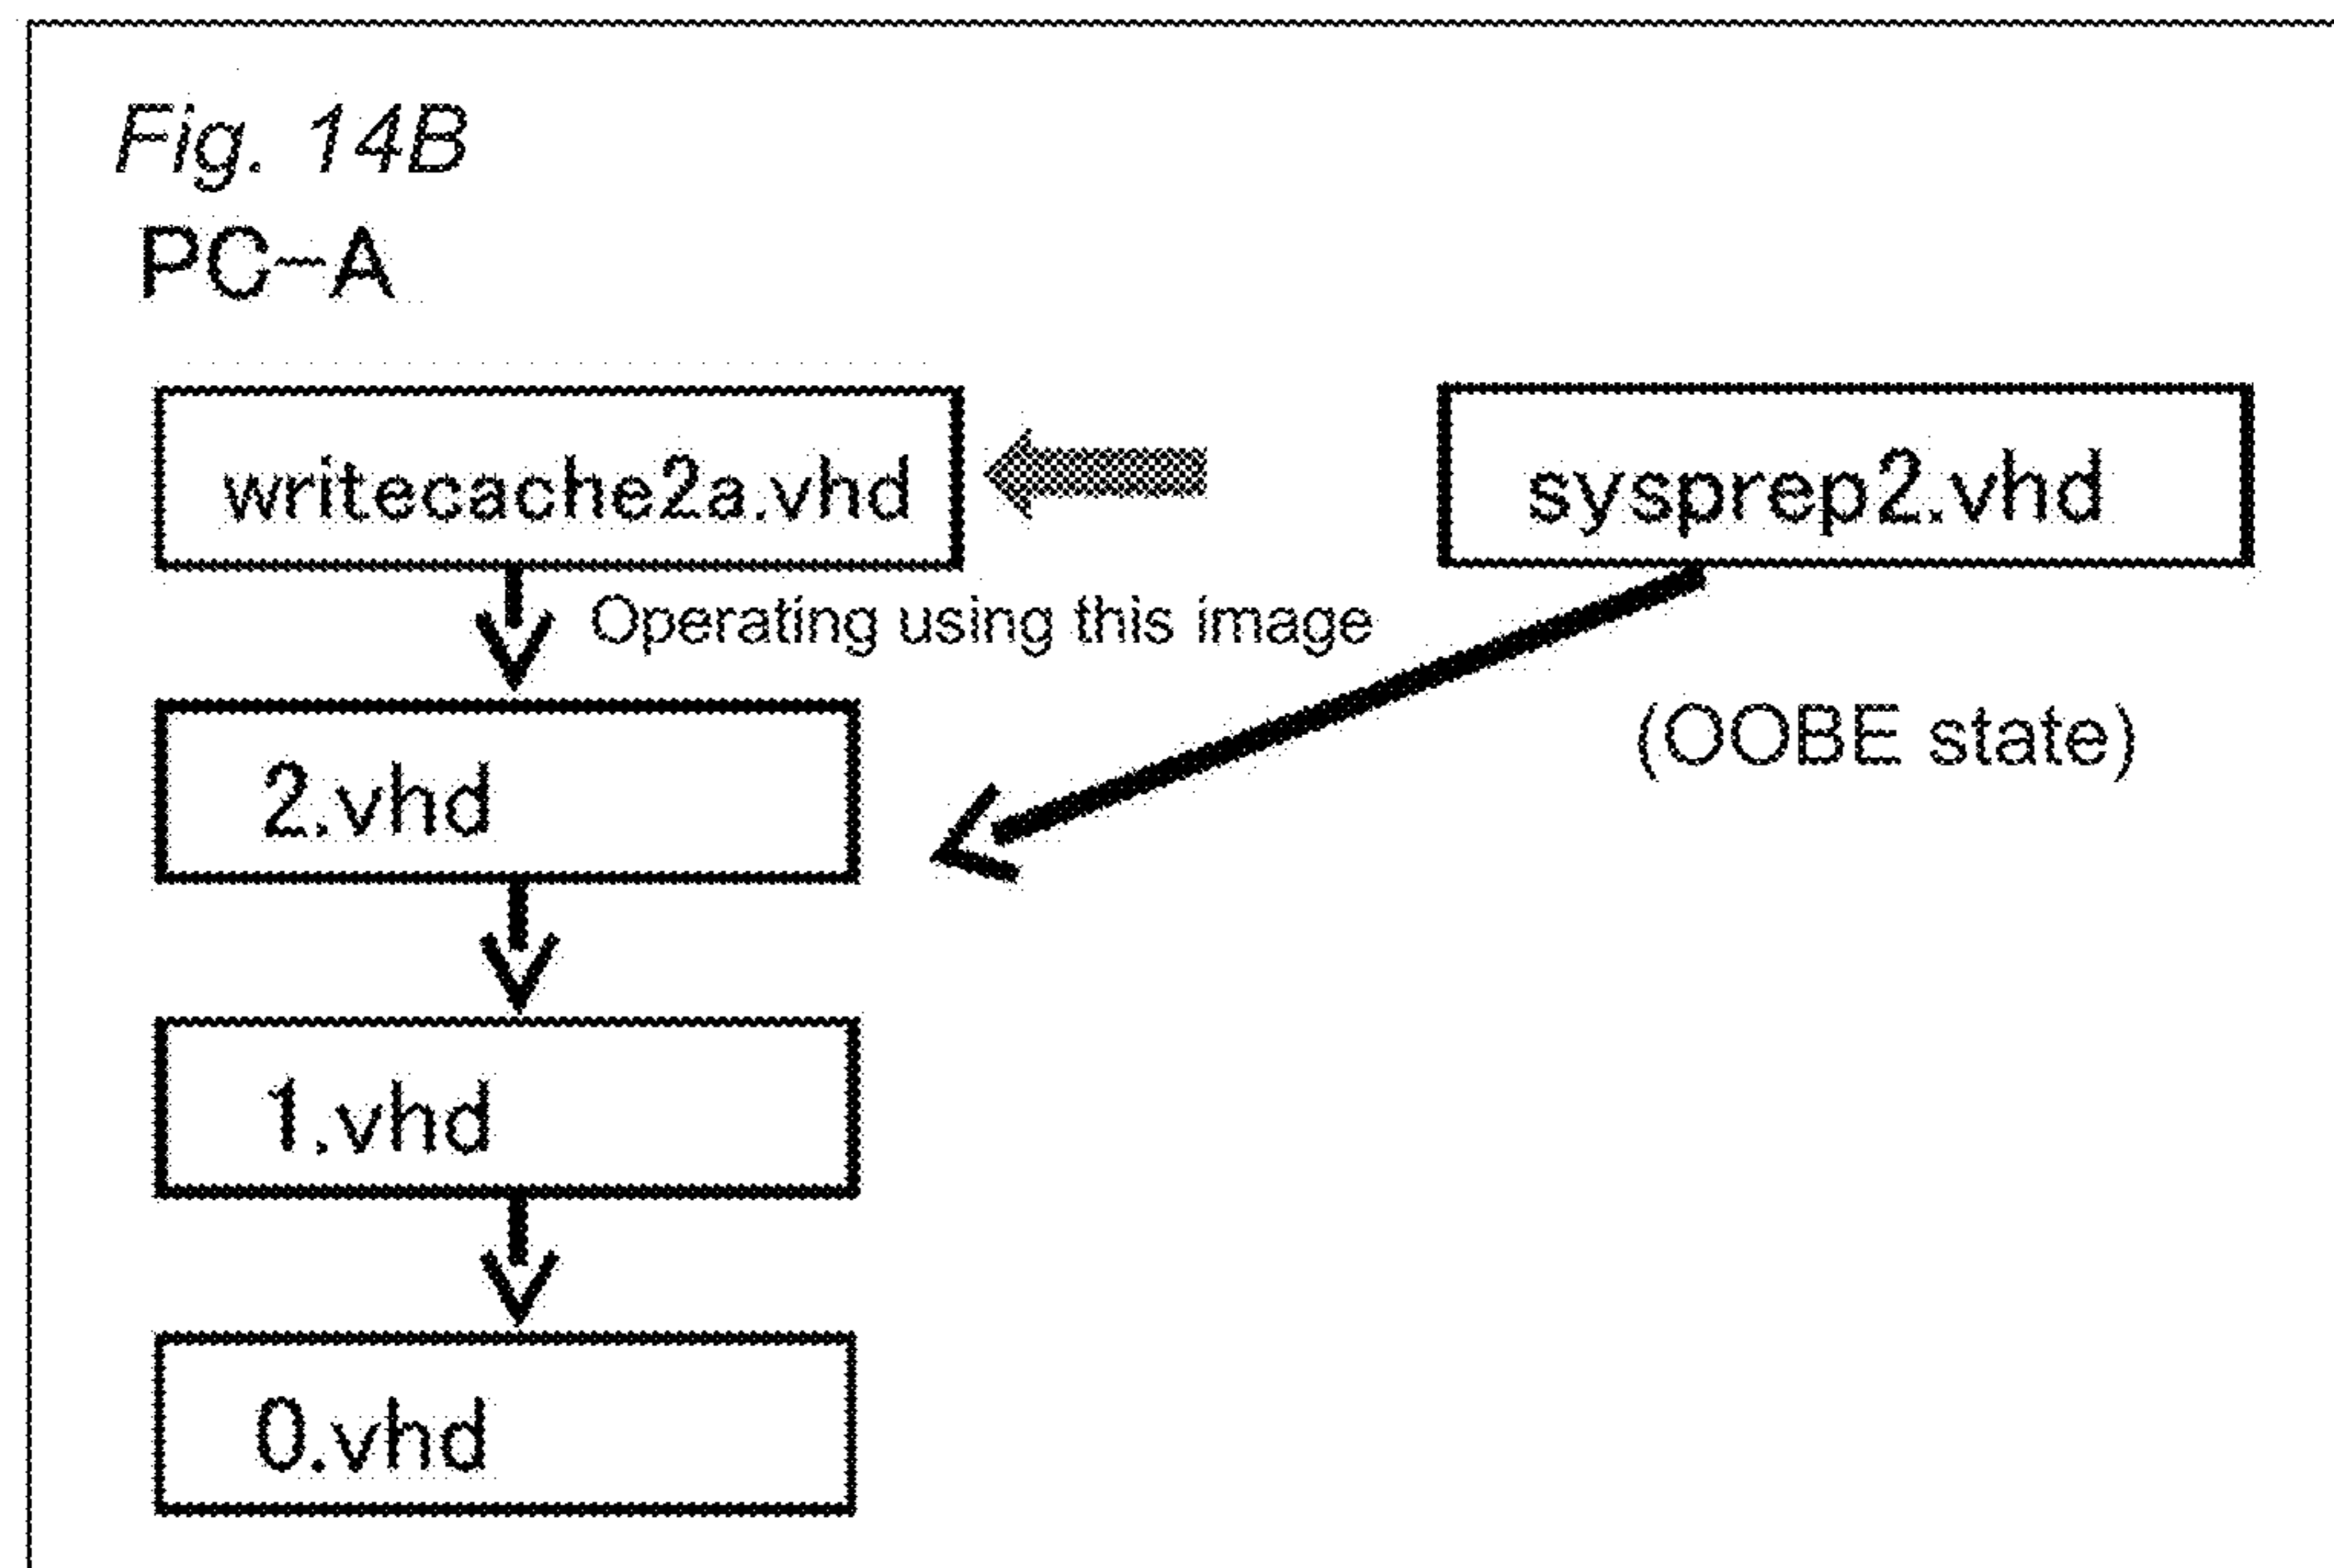 Fig. 14B
PC-A
writecache2a.vhd
sysprep2.vhd
Operating using this image
(OOBE state)
2.vhd
1.vhd
0.vhd